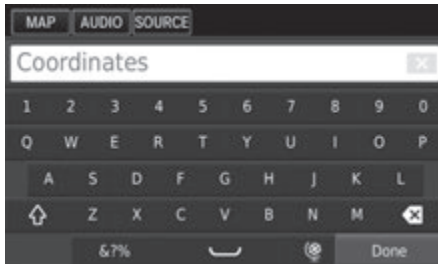 MAP AUDIO SOURCE
Coordinates
1 2 3 4 5 6 7 8 9 0
Q W E R T Y U I O P
A S D F G H J K L
Z X C V B N M
&?% Done